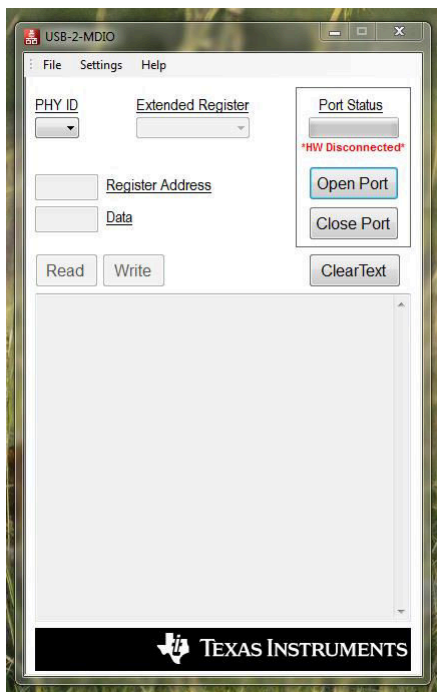 USB-2-MDIO
File Settings Help
PHY ID Extended Register Port Status
*HW Disconnected*
Register Address Open Port
Data Close Port
Read Write ClearText
TEXAS INSTRUMENTS